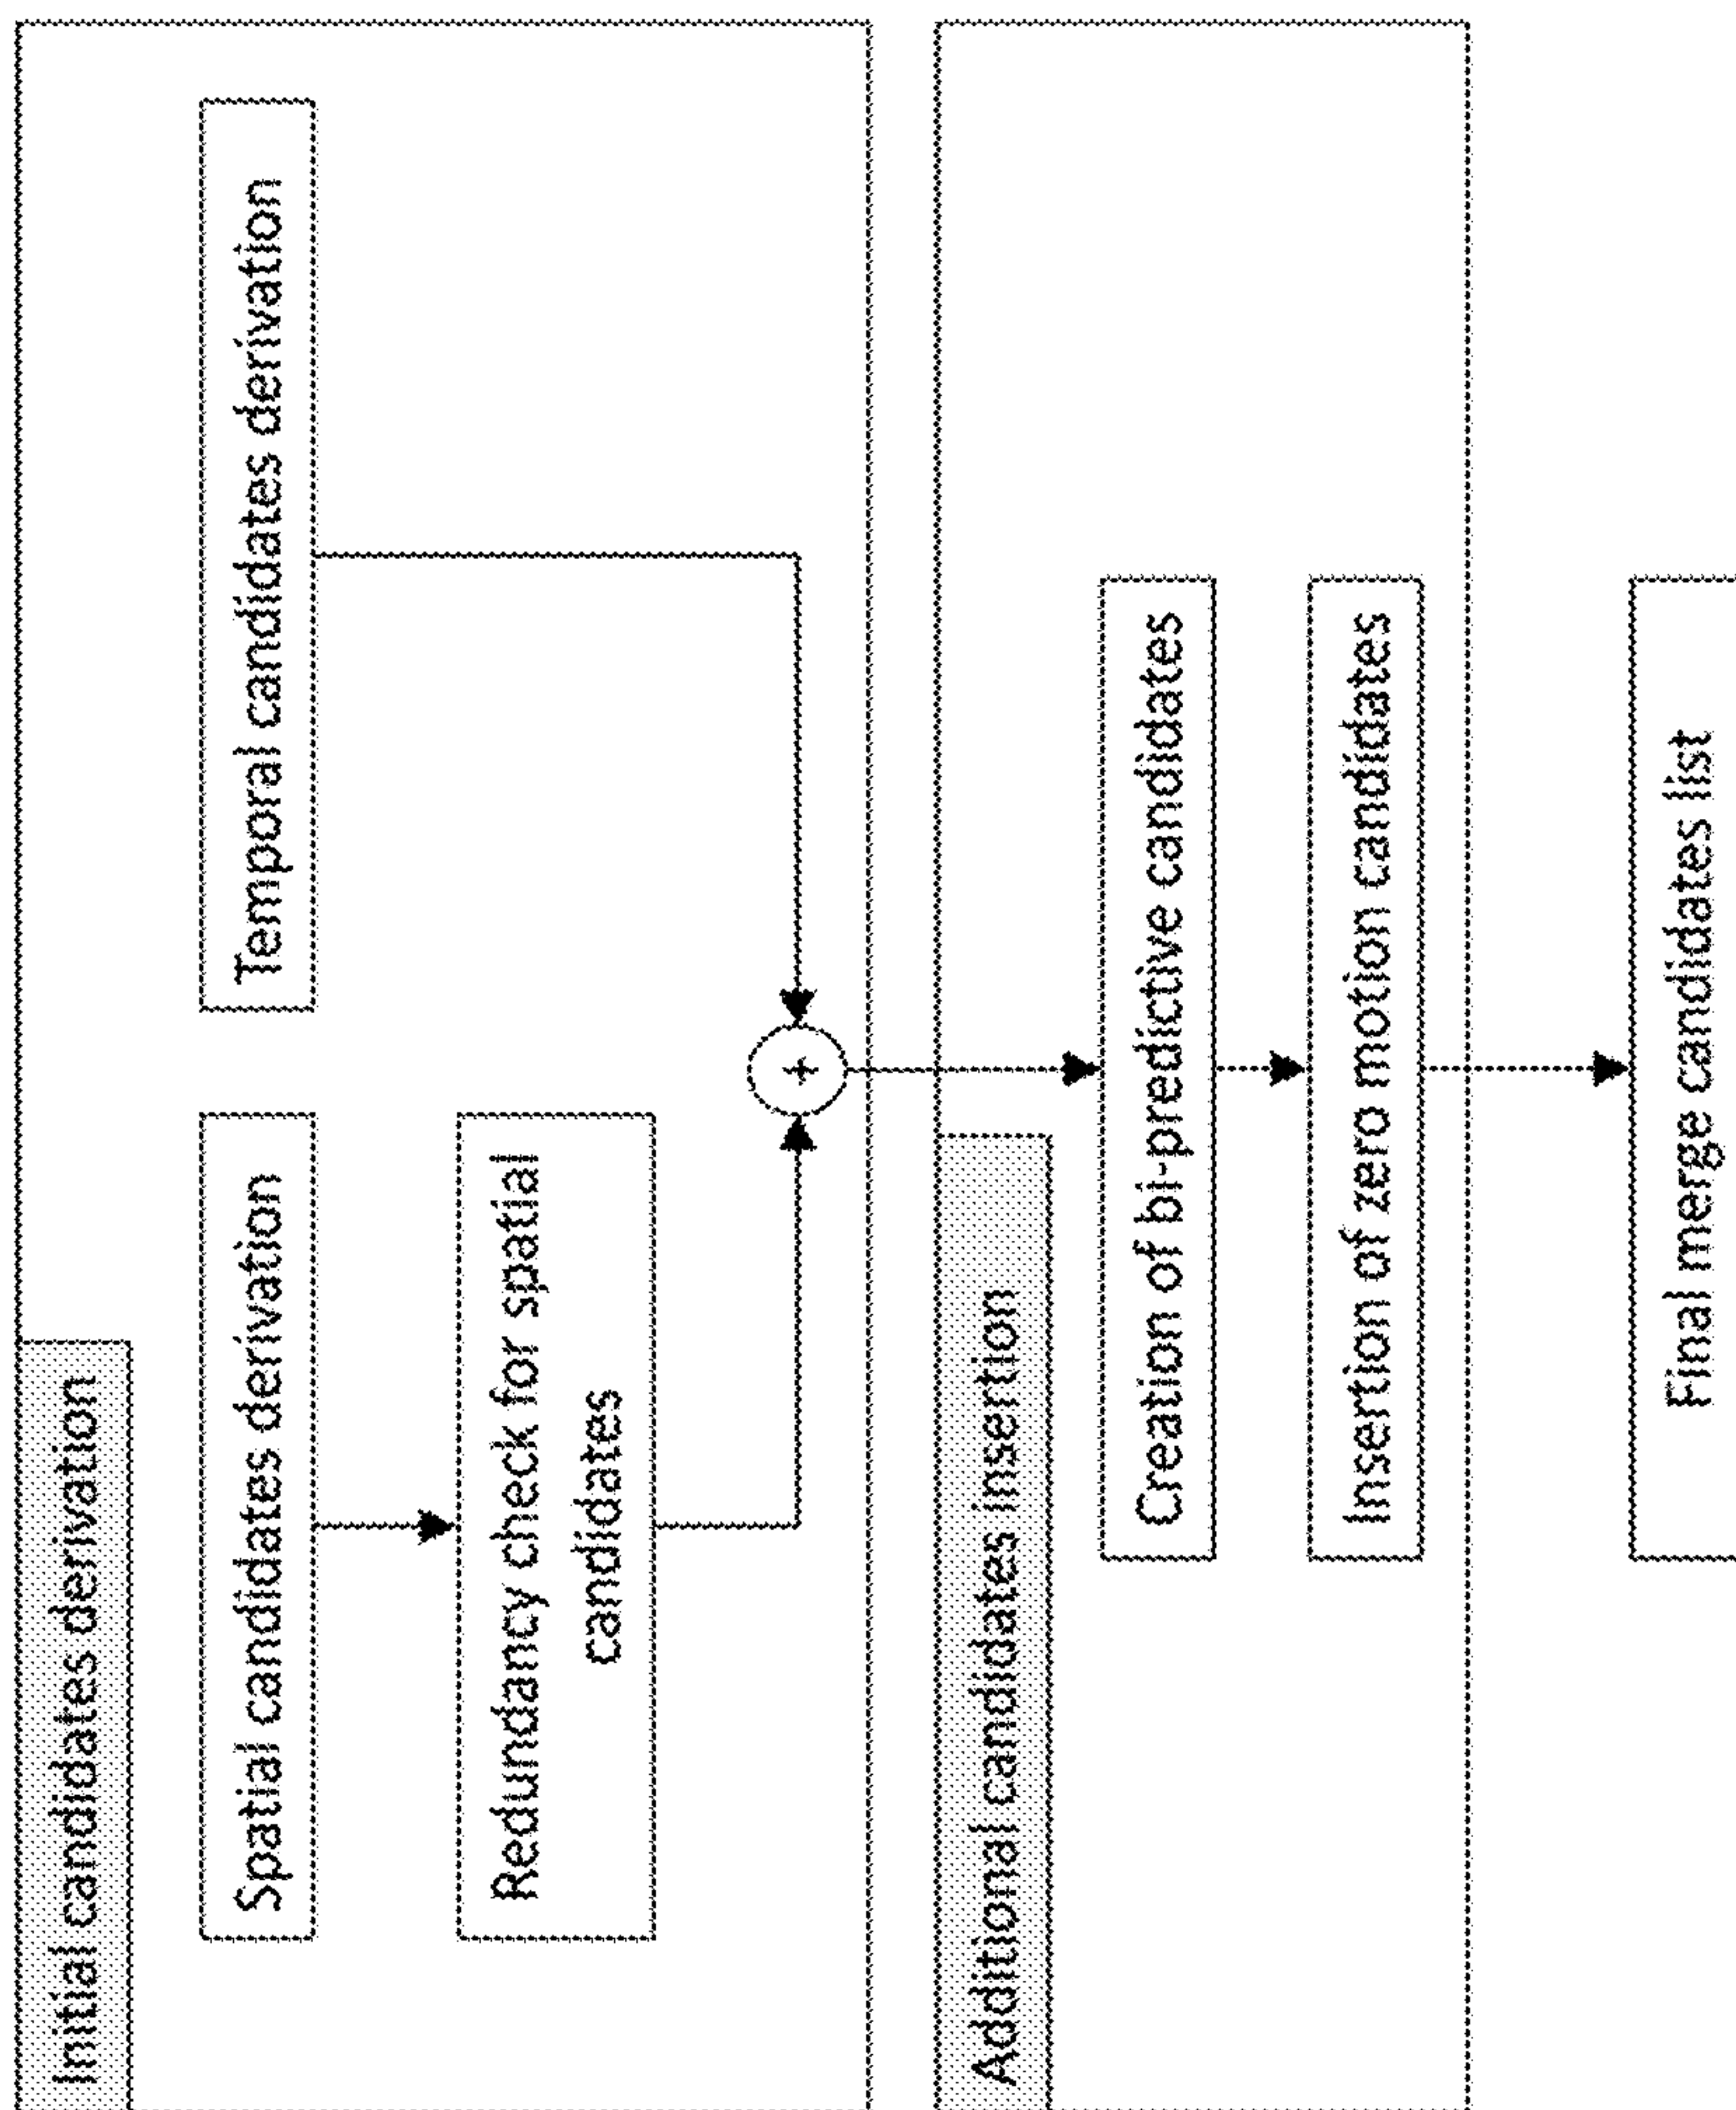 Initial candidates derivation
Spatial candidates derivation
Temporal candidates derivation
Redundancy check for spatial
candidates
+
Additional candidates insertion
Creation of bi-predictive candidates
Insertion of zero motion candidates
Final merge candidates list